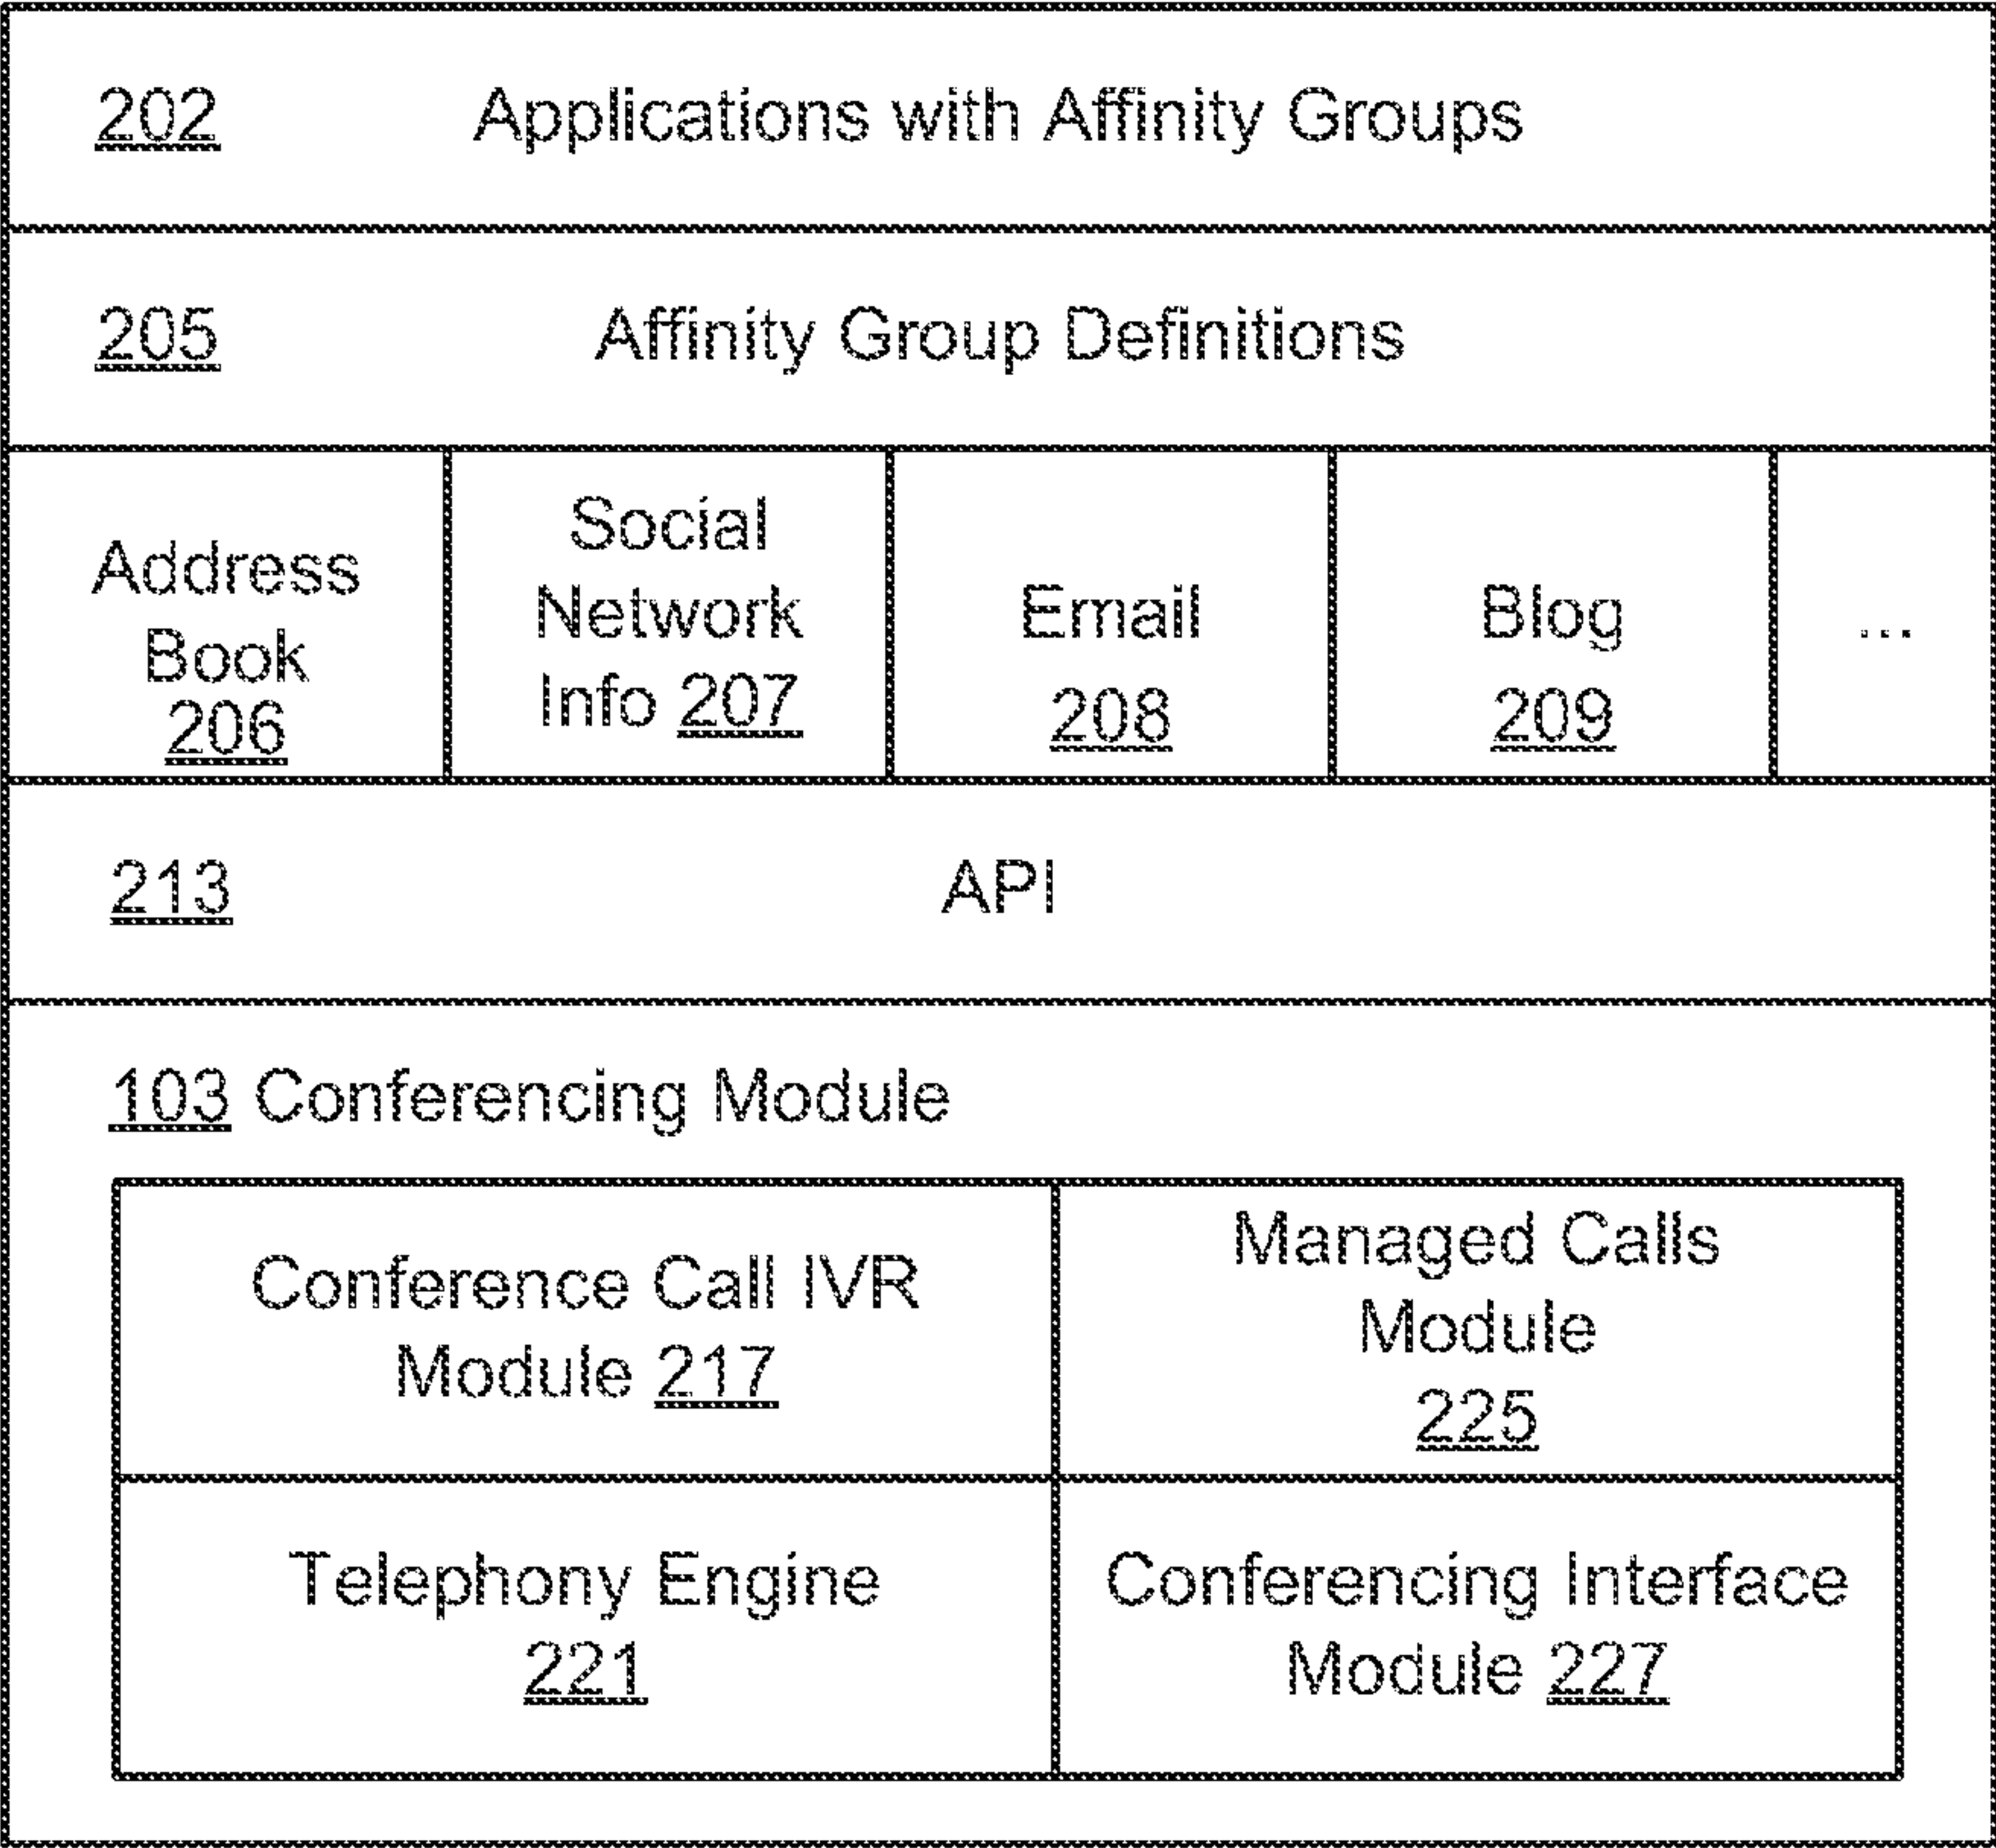 202 Applications with Affinity Groups
205 Affinity Group Definitions
Address
Book
206
Social
Network
Info 207
Email
208
Blog
209
...
213 API
103 Conferencing Module
Conference Call IVR
Module 217
Managed Calls
Module
225
Telephony Engine
221
Conferencing Interface
Module 227